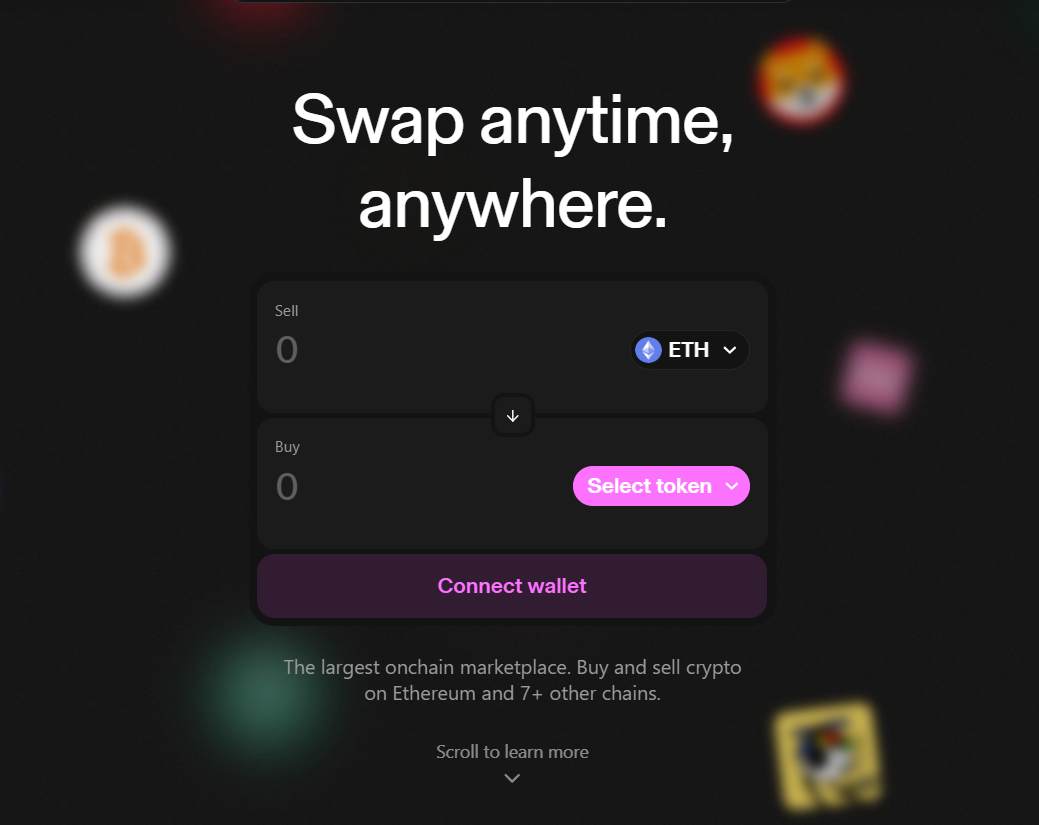 Swap anytime,
anywhere.
Sell
0
ETH
Buy
0
Select token
Connect wallet
The largest onchain marketplace. Buy and sell crypto
on Ethereum and 7+ other chains.
Scroll to learn more